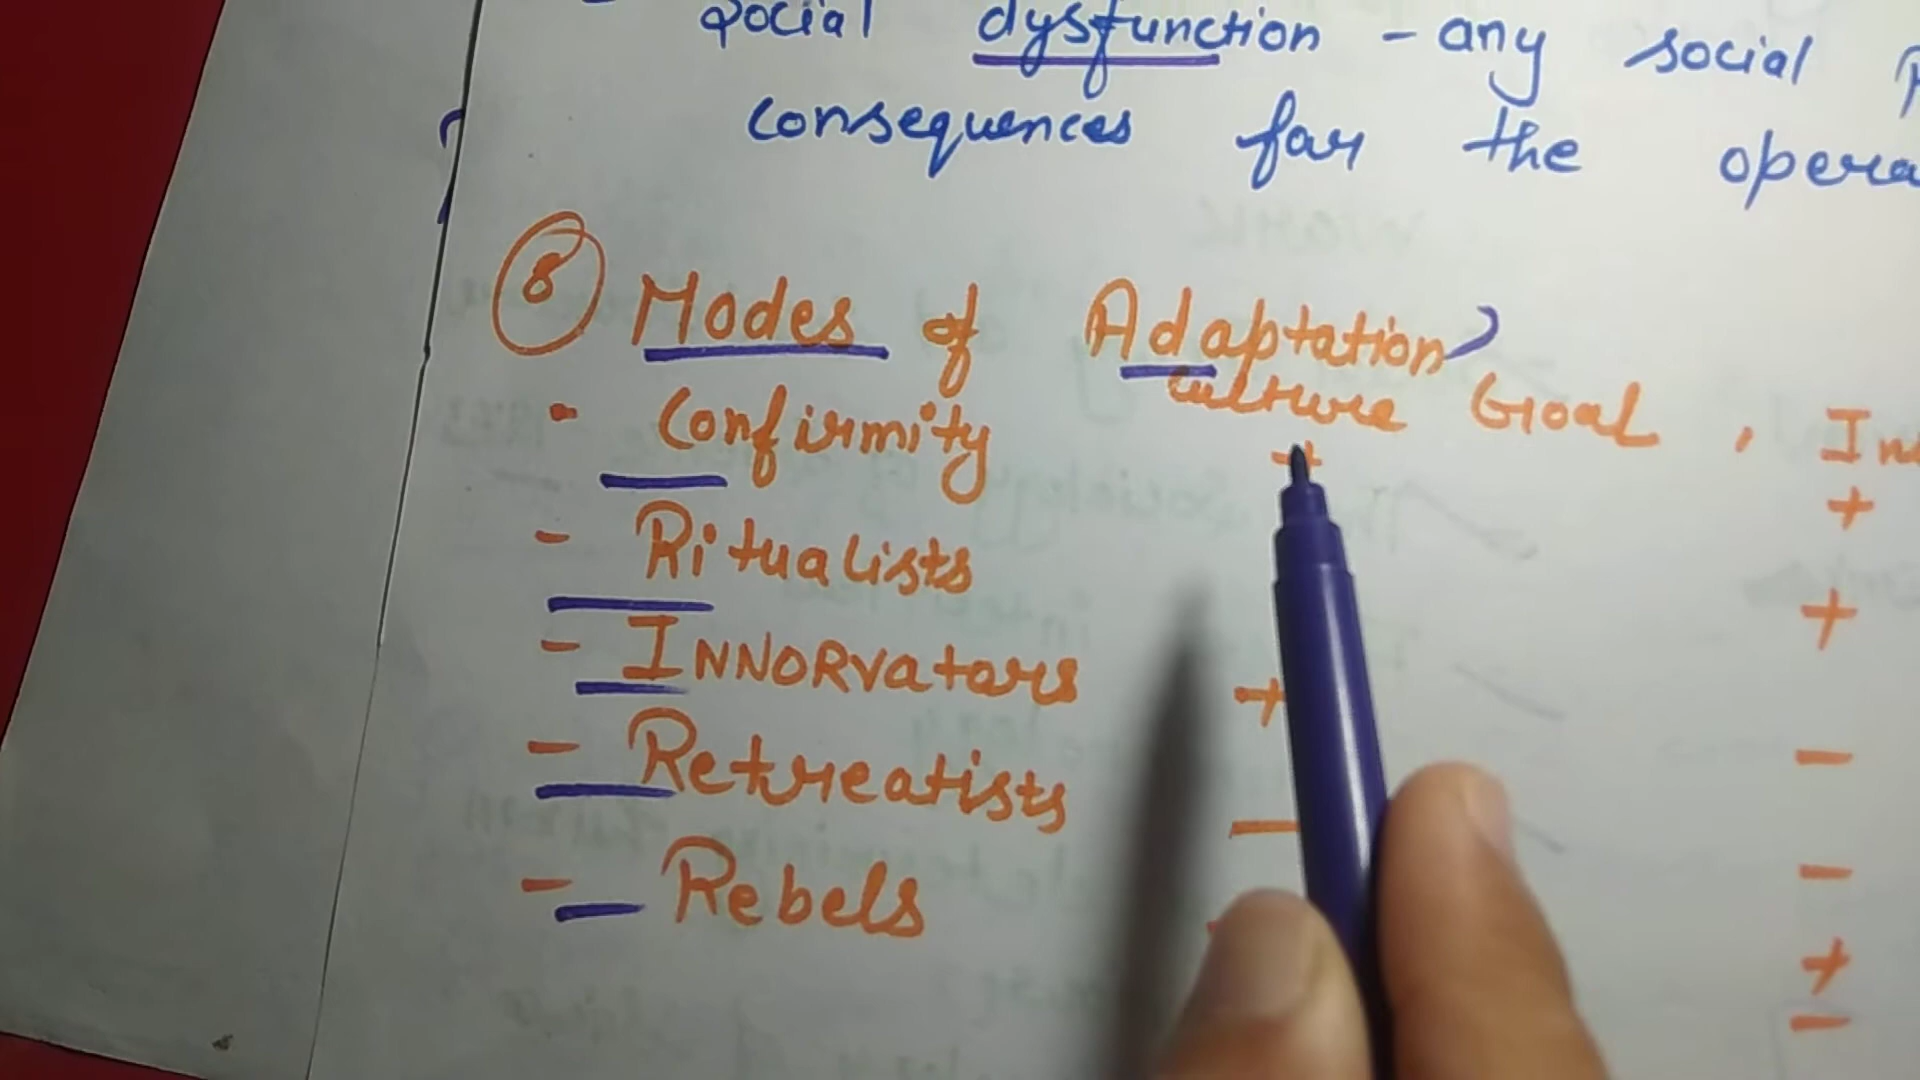 social dysfunction - any social
consequences for the opera
8 Modes of Adaptation
Culture Goal , In
- Confirmity +
+
- Ritualists +
- INNORVators + -
- Retreatists - -
- Rebels +
-